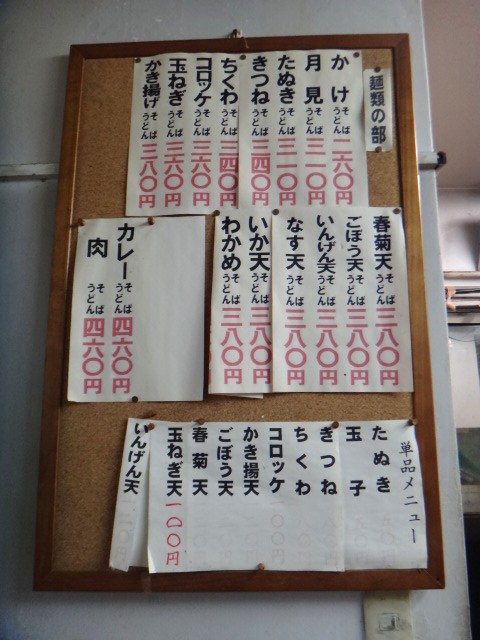 麺類の部
かけ そば うどん 二六〇円
月見 そば うどん 三一〇円
たぬき そば うどん 三一〇円
きつね そば うどん 三四〇円
ちくわ そば うどん 三四〇円
コロッケ そば うどん 三六〇円
玉ねぎ そば うどん 三六〇円
かき揚げ そば うどん 三八〇円
春菊天 そば うどん 三八〇円
ごぼう天 そば うどん 三八〇円
いんげん天 そば うどん 三八〇円
なす天 そば うどん 三八〇円
いか天 そば うどん 三八〇円
わかめ そば うどん 三八〇円
カレー そば うどん 四六〇円
肉 そば うどん 四六〇円
単品メニュー
たぬき 円
玉子 円
きつね 円
ちくわ 円
コロッケ 一〇〇円
かき揚天 円
ごぼう天
春菊天
玉ねぎ天 一〇〇円
いんげん天 円